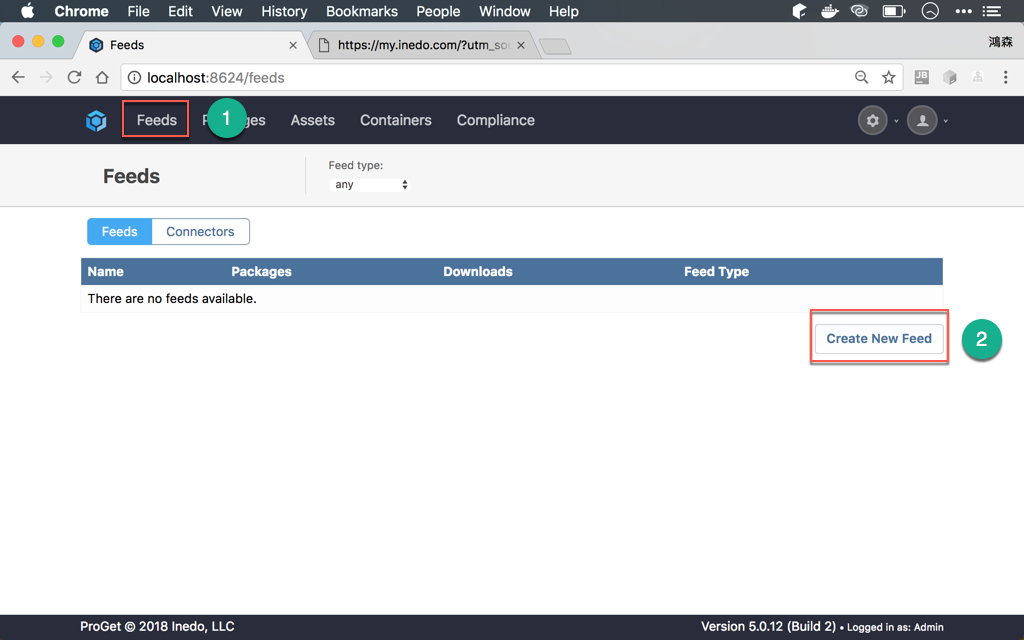 Chrome File Edit View History Bookmarks People Window Help
Feeds https://my.inedo.com/?utm_sou 鴻森
localhost:8624/feeds JB
Feeds 1 Assets Containers Compliance
Feeds
Feed type:
any
Feeds Connectors
Name Packages Downloads Feed Type
There are no feeds available.
Create New Feed 2
ProGet © 2018 Inedo, LLC Version 5.0.12 (Build 2) • Logged in as: Admin